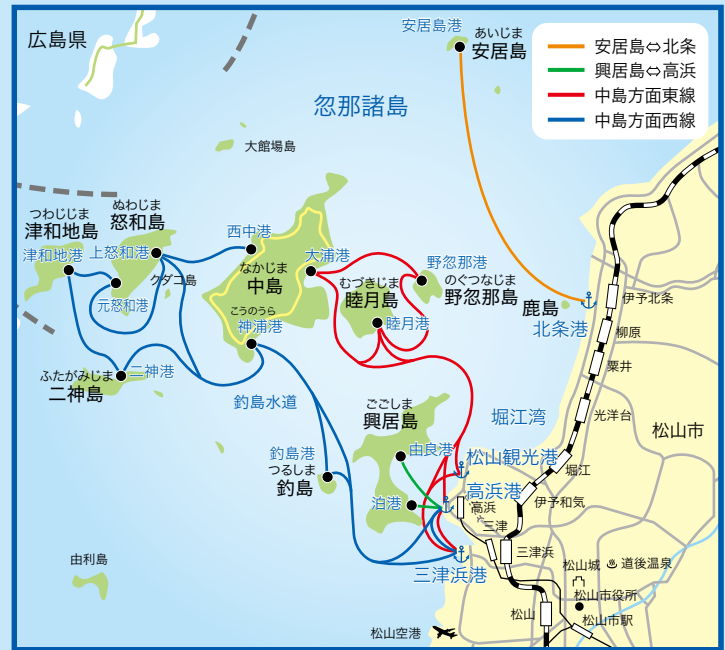 広島県
安居島港
あいじま
安居島
安居島⇔北条
興居島⇔高浜
中島方面東線
中島方面西線
忽那諸島
大館場島
ぬわじま
怒和島
つわじじま
津和地島
津和地港
上怒和港
元怒和港
クダコ島
西中港
なかじま
中島
大浦港
こうのうら
神浦港
むづきじま
睦月島
睦月港
野忽那港
のぐつなじま
野忽那島
鹿島
北条港
伊予北条
柳原
粟井
光洋台
堀江
伊予和気
松山市
ふたがみじま
二神島
二神港
釣島水道
ごごしま
興居島
由良港
泊港
堀江湾
松山観光港
高浜港
高浜
三津
三津浜
三津浜港
釣島港
つるしま
釣島
由利島
松山城
道後温泉
松山市役所
松山市駅
松山
松山空港